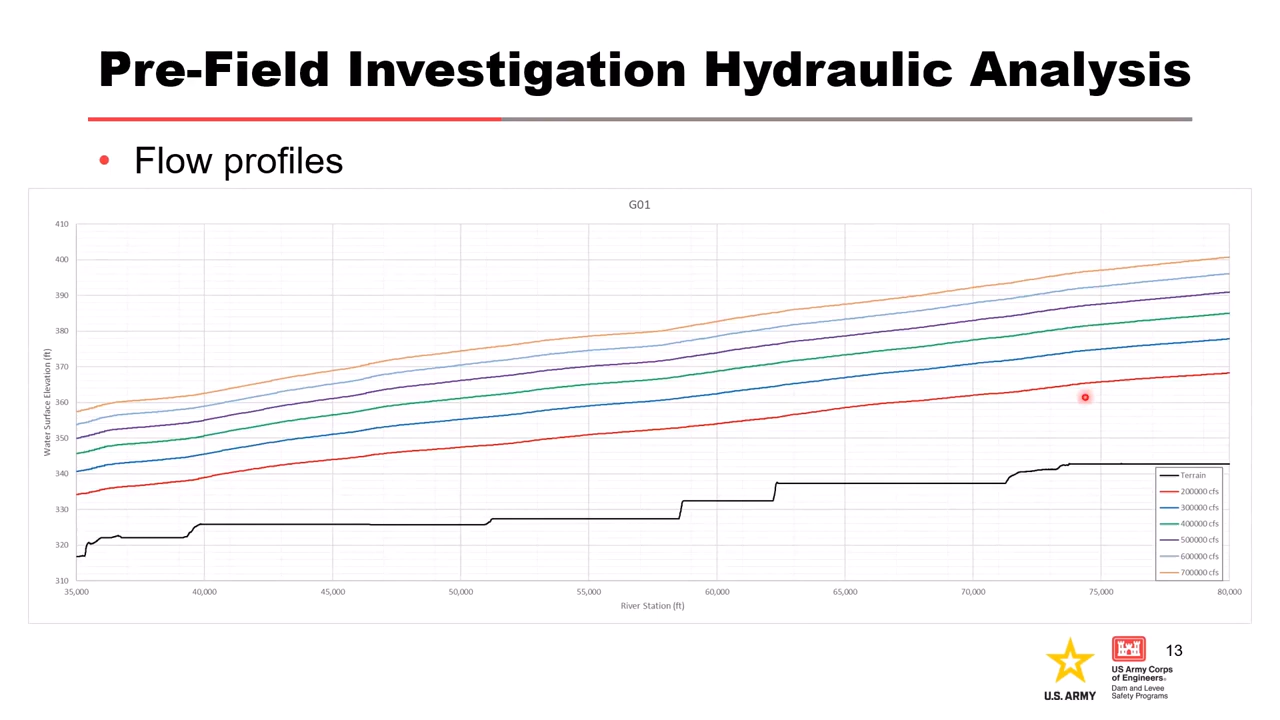 Pre-Field Investigation Hydraulic Analysis
• Flow profiles
G01
410
400
390
380
370
360
350
340
330
320
310
Water Surface Elevation (ft)
35,000 40,000 45,000 50,000 55,000 60,000 65,000 70,000 75,000 80,000
River Station (ft)
Terrain
200000 cfs
300000 cfs
400000 cfs
500000 cfs
600000 cfs
700000 cfs
U.S. ARMY
US Army Corps
of Engineers®
Dam and Levee
Safety Programs
13